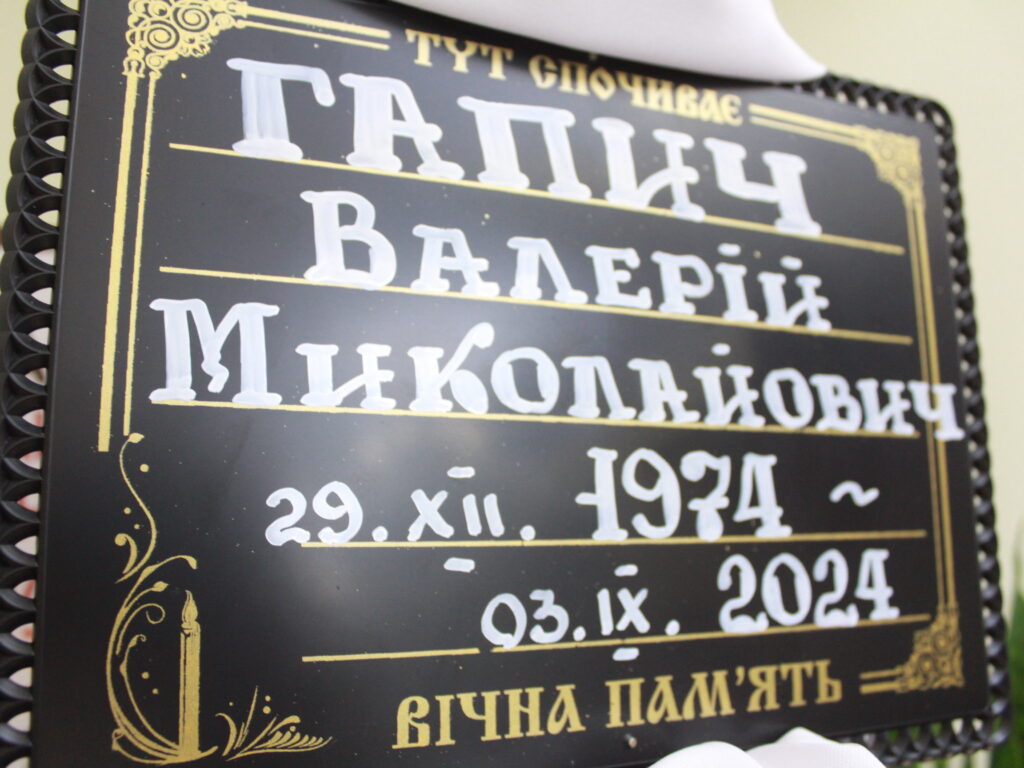 ТУТ СПОЧИВАЄ
ГАПИЧ
ВАЛЕРІЙ
МИКОЛАЙОВИЧ
29.XII. 1974 ~
03.IX. 2024
ВІЧНА ПАМ'ЯТЬ